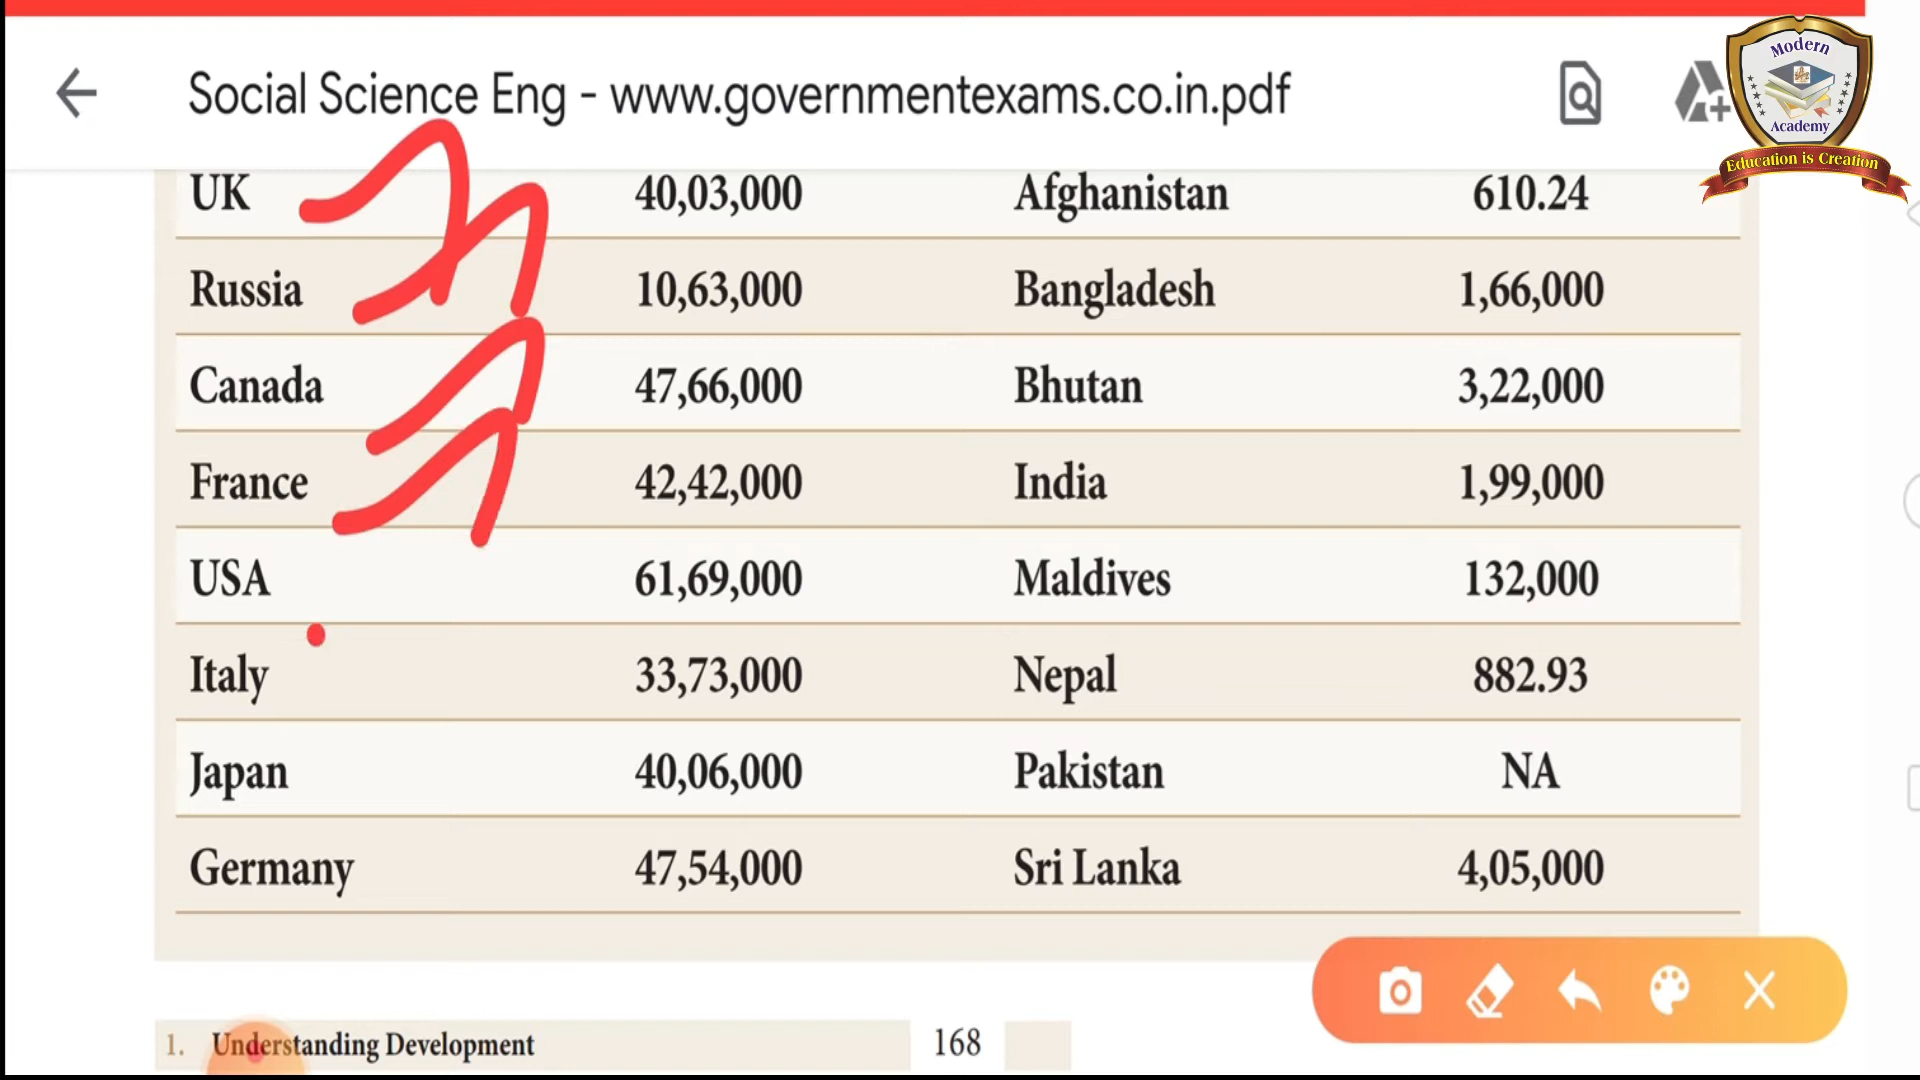 Social Science Eng - www.governmentexams.co.in.pdf
Modern
Academy
Education is Creation
UK 40,03,000 Afghanistan 610.24
Russia 10,63,000 Bangladesh 1,66,000
Canada 47,66,000 Bhutan 3,22,000
France 42,42,000 India 1,99,000
USA 61,69,000 Maldives 132,000
Italy 33,73,000 Nepal 882.93
Japan 40,06,000 Pakistan NA
Germany 47,54,000 Sri Lanka 4,05,000
1. Understanding Development 168